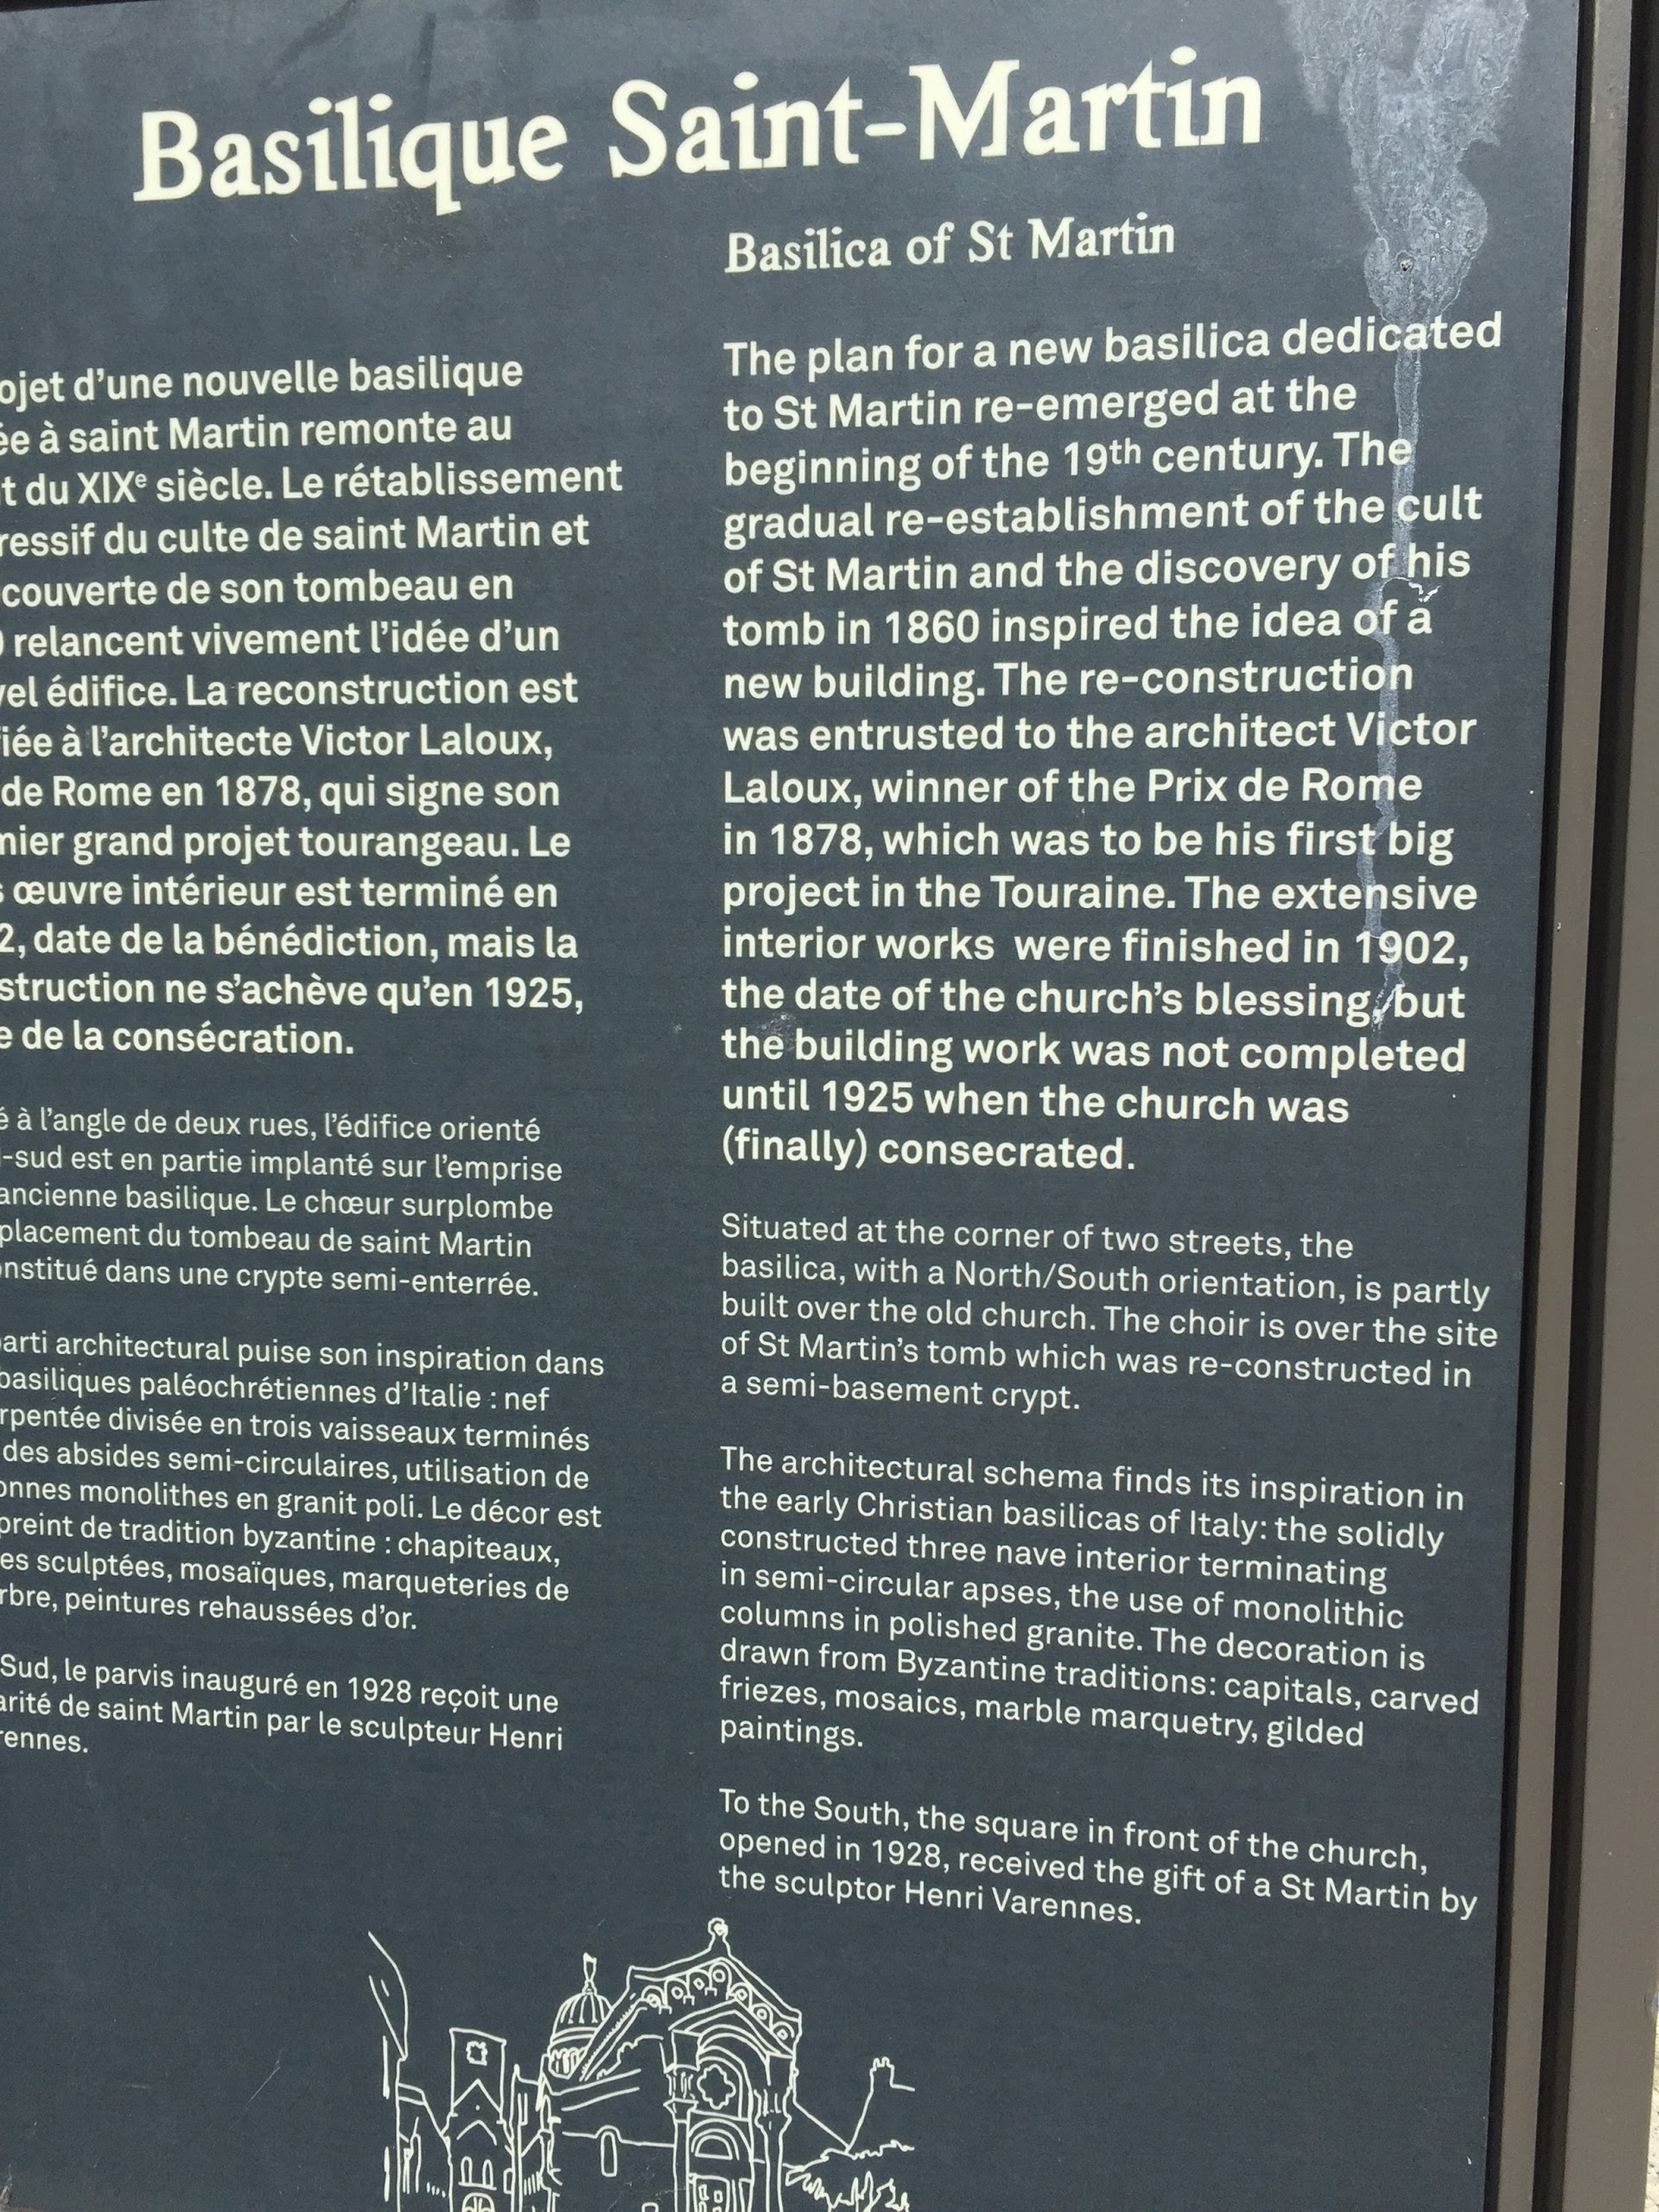 Basilique Saint-Martin
ojet d'une nouvelle basilique
ée à saint Martin remonte au
t du XIXe siècle. Le rétablissement
ressif du culte de saint Martin et
couverte de son tombeau en
relancent vivement l'idée d'un
vel édifice. La reconstruction est
iée à l'architecte Victor Laloux,
de Rome en 1878, qui signe son
mier grand projet tourangeau. Le
s œuvre intérieur est terminé en
2, date de la bénédiction, mais la
struction ne s'achève qu'en 1925,
e de la consécration.
é à l'angle de deux rues, l'édifice orienté
-sud est en partie implanté sur l'emprise
ancienne basilique. Le chœur surplombe
placement du tombeau de saint Martin
onstitué dans une crypte semi-enterrée.
arti architectural puise son inspiration dans
basiliques paléochrétiennes d'Italie : nef
rpentée divisée en trois vaisseaux terminés
des absides semi-circulaires, utilisation de
onnes monolithes en granit poli. Le décor est
preint de tradition byzantine : chapiteaux,
es sculptées, mosaïques, marqueteries de
rbre, peintures rehaussées d'or.
Sud, le parvis inauguré en 1928 reçoit une
arité de saint Martin par le sculpteur Henri
rennes.
Basilica of St Martin
The plan for a new basilica dedicated
to St Martin re-emerged at the
beginning of the 19th century. The
gradual re-establishment of the cult
of St Martin and the discovery of his
tomb in 1860 inspired the idea of a
new building. The re-construction
was entrusted to the architect Victor
Laloux, winner of the Prix de Rome
in 1878, which was to be his first big
project in the Touraine. The extensive
interior works were finished in 1902,
the date of the church's blessing, but
the building work was not completed
until 1925 when the church was
(finally) consecrated.
Situated at the corner of two streets, the
basilica, with a North/South orientation, is partly
built over the old church. The choir is over the site
of St Martin's tomb which was re-constructed in
a semi-basement crypt.
The architectural schema finds its inspiration in
the early Christian basilicas of Italy: the solidly
constructed three nave interior terminating
in semi-circular apses, the use of monolithic
columns in polished granite. The decoration is
drawn from Byzantine traditions: capitals, carved
friezes, mosaics, marble marquetry, gilded
paintings.
To the South, the square in front of the church,
opened in 1928, received the gift of a St Martin by
the sculptor Henri Varennes.